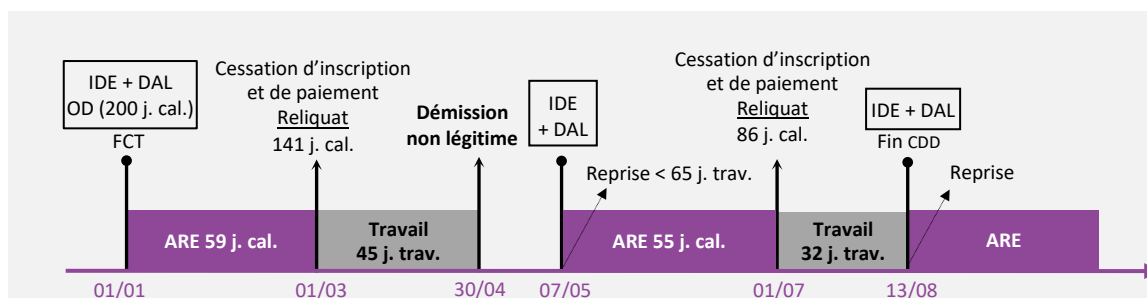 IDE + DAL
OD (200 j. cal.)
FCT
Cessation d’inscription
et de paiement
Reliquat
141 j. cal.
Démission
non légitime
IDE
+ DAL
Reprise < 65 j. trav.
Cessation d’inscription
et de paiement
Reliquat
86 j. cal.
IDE + DAL
Fin CDD
Reprise
ARE 59 j. cal.
Travail
45 j. trav.
ARE 55 j. cal.
Travail
32 j. trav.
ARE
01/01
01/03
30/04
07/05
01/07
13/08